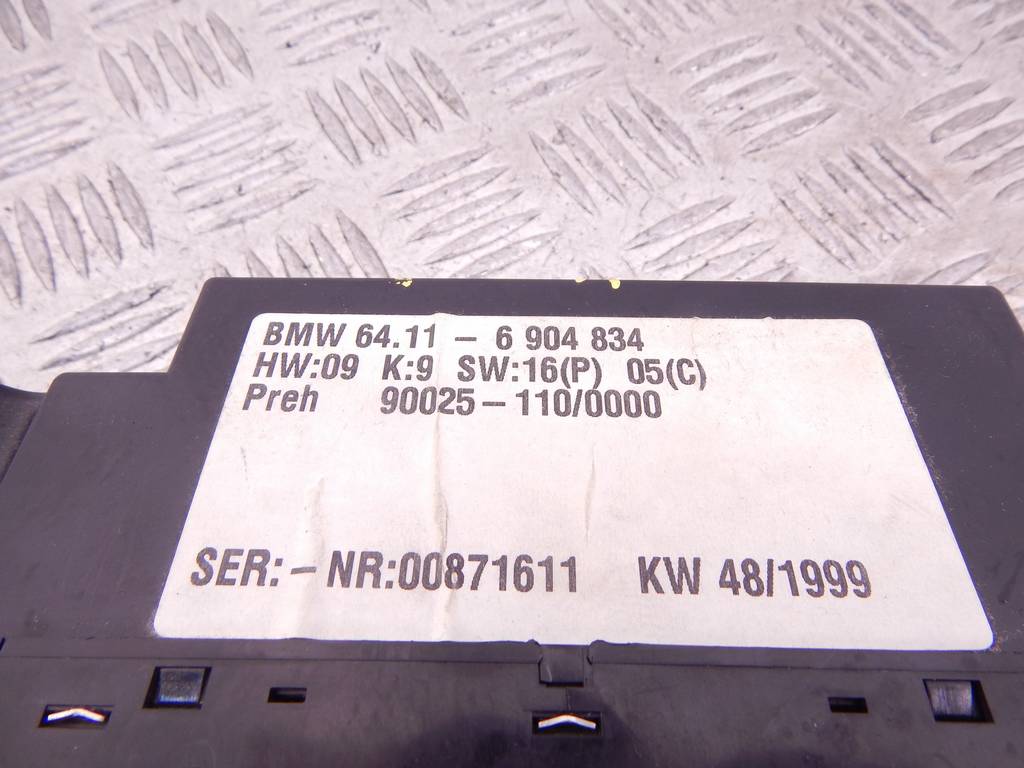 BMW 64.11 - 6 904 834
HW:09 K:9 SW:16(P) 05(C)
Preh 90025-110/0000
SER:-NR:00871611 KW 48/1999